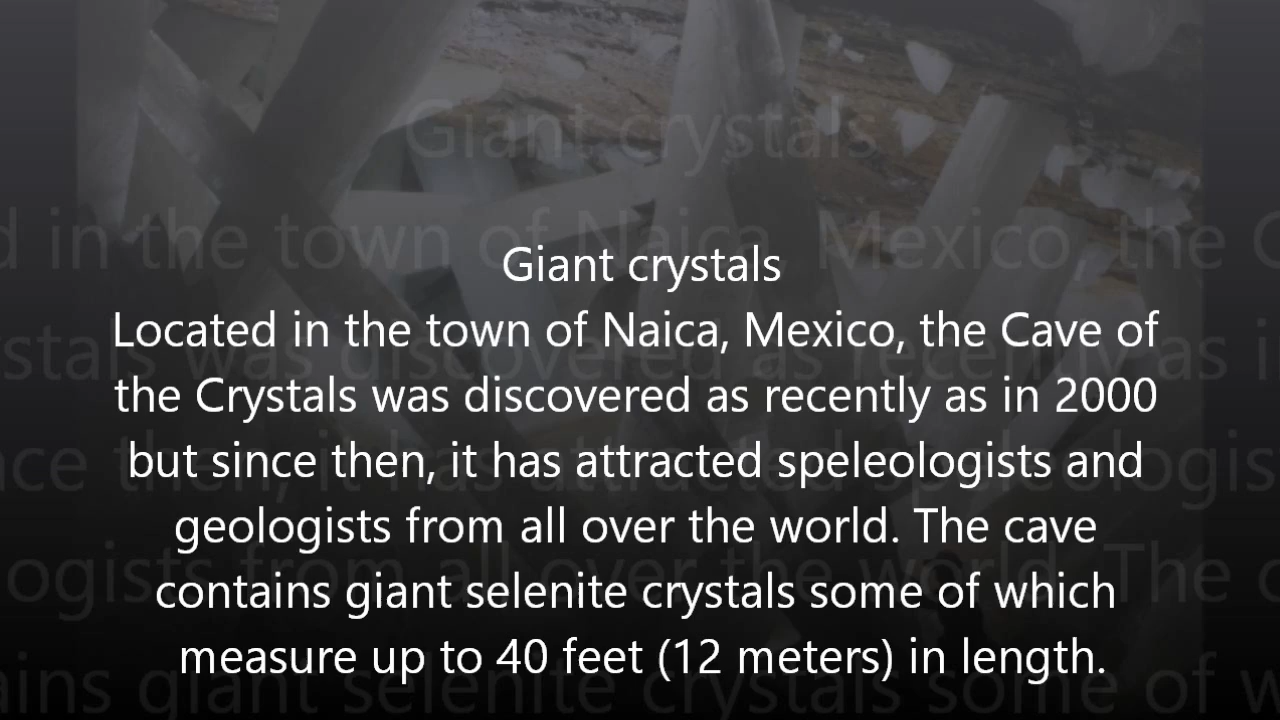 Giant crystals
Located in the town of Naica, Mexico, the Cave of
the Crystals was discovered as recently as in 2000
but since then, it has attracted speleologists and
geologists from all over the world. The cave
contains giant selenite crystals some of which
measure up to 40 feet (12 meters) in length.